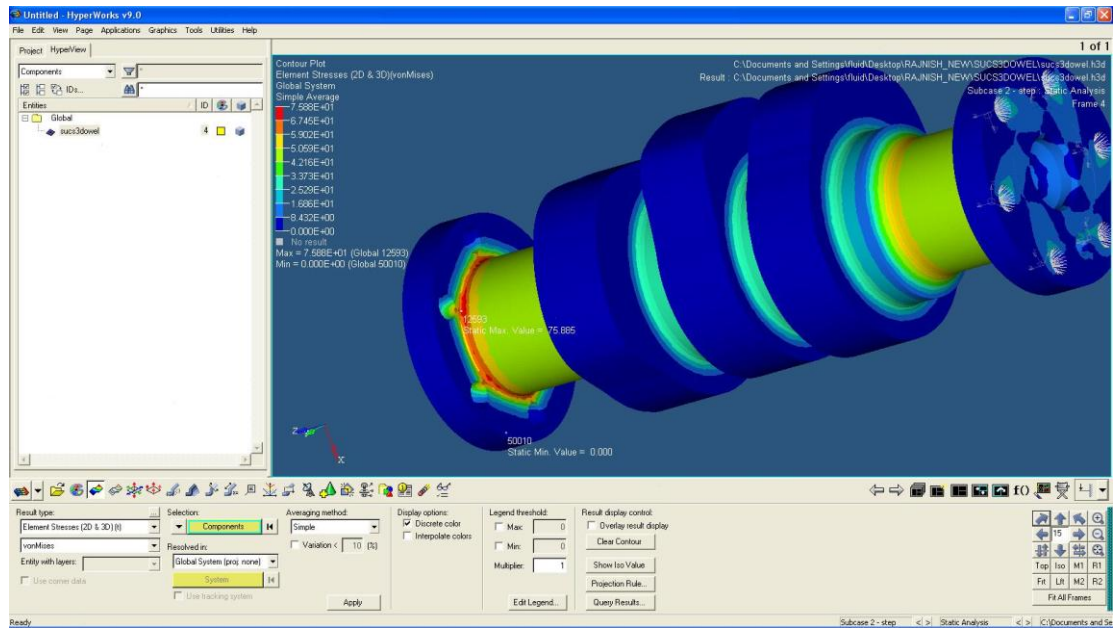 Untitled - HyperWorks v9.0
File Edit View Page Applications Graphics Tools Utilities Help
Project HyperView
1 of 1
Components
IDs...
Entities ID
Global
sucs3dowel 4
Contour Plot
Element Stresses (2D & 3D)(vonMises)
Global System
Simple Average
7.588E+01
6.745E+01
5.902E+01
5.059E+01
4.216E+01
3.373E+01
2.529E+01
1.686E+01
8.432E+00
0.000E+00
No result
Max = 7.588E+01 (Global 12593)
Min = 0.000E+00 (Global 50010)
C:\Documents and Settings\fluid\Desktop\RAJNISH_NEW\SUCS3DOWEL\sucs3dowel.h3d
Result : C:\Documents and Settings\fluid\Desktop\RAJNISH_NEW\SUCS3DOWEL\sucs3dowel.h3d
Subcase 2 - step : Static Analysis
Frame 4
12593
Static Max. Value = 75.885
50010
Static Min. Value = 0.000
Z
X
f()
Result type:
Element Stresses (2D & 3D) (t)
vonMises
Entity with layers:
Use corner data
Selection:
Components
Resolved in:
Global System (proj: none)
System
Use tracking system
Averaging method:
Simple
Variation < 10 (%)
Apply
Display options:
Discrete color
Interpolate colors
Legend threshold:
Max: 0
Min: 0
Multiplier: 1
Edit Legend...
Result display control:
Overlay result display
Clear Contour
Show Iso Value
Projection Rule...
Query Results...
15
Top Iso M1 R1
Frt Lft M2 R2
Fit All Frames
Ready
Subcase 2 - step < > Static Analysis < > C:\Documents and Se